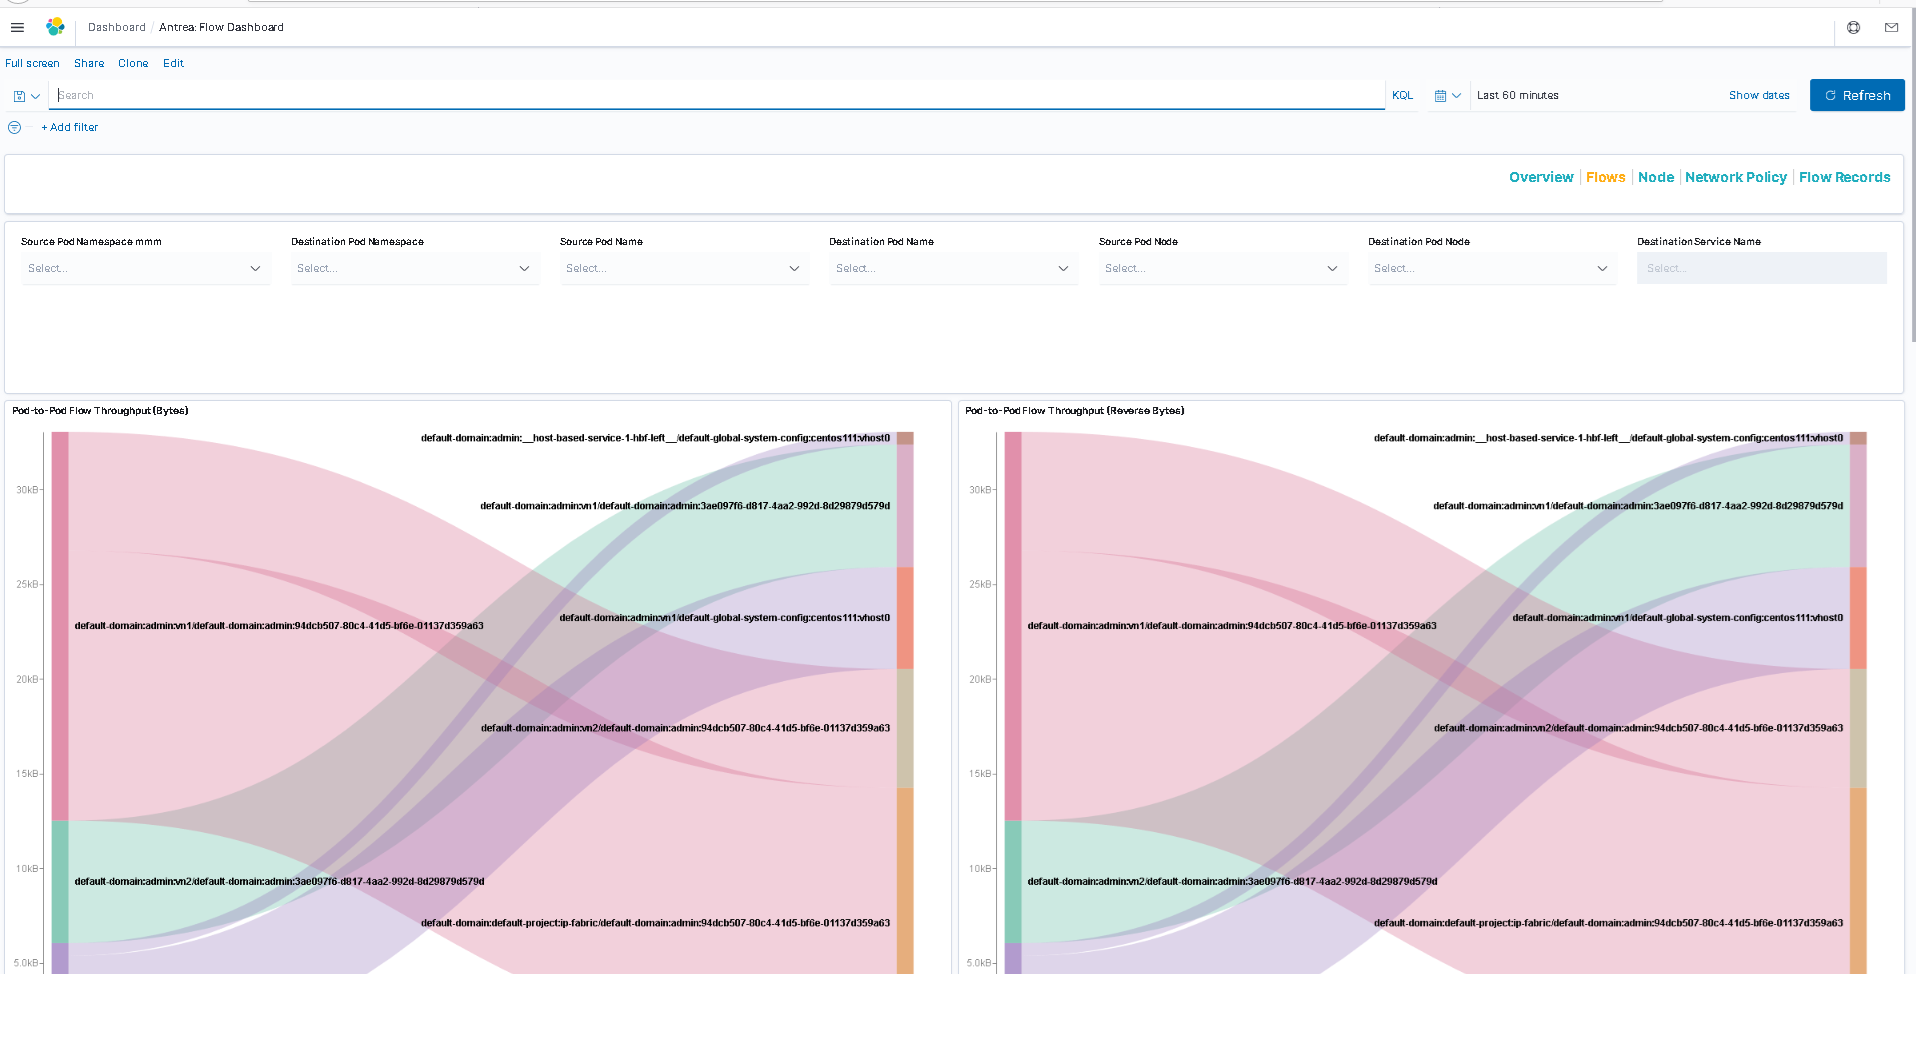 Dashboard / Antrea: Flow Dashboard
Full screen Share Clone Edit
Search KQL Last 60 minutes Show dates Refresh
+ Add filter
Overview | Flows | Node | Network Policy | Flow Records
Source Pod Namespace mmm Destination Pod Namespace Source Pod Name Destination Pod Name Source Pod Node Destination Pod Node Destination Service Name
Select... Select... Select... Select... Select... Select... Select...
Pod-to-Pod Flow Throughput (Bytes)
default-domain:admin:__host-based-service-1-hbf-left__/default-global-system-config:centos111:vhost0
30kB
default-domain:admin:vn1/default-domain:admin:3ae097f6-d817-4aa2-992d-8d29879d579d
25kB
default-domain:admin:vn1/default-global-system-config:centos111:vhost0
default-domain:admin:vn1/default-domain:admin:94dcb507-80c4-41d5-bf6e-01137d359a63
20kB
default-domain:admin:vn2/default-domain:admin:94dcb507-80c4-41d5-bf6e-01137d359a63
15kB
10kB
default-domain:admin:vn2/default-domain:admin:3ae097f6-d817-4aa2-992d-8d29879d579d
default-domain:default-project:ip-fabric/default-domain:admin:94dcb507-80c4-41d5-bf6e-01137d359a63
5.0kB
Pod-to-Pod Flow Throughput (Reverse Bytes)
default-domain:admin:__host-based-service-1-hbf-left__/default-global-system-config:centos111:vhost0
30kB
default-domain:admin:vn1/default-domain:admin:3ae097f6-d817-4aa2-992d-8d29879d579d
25kB
default-domain:admin:vn1/default-global-system-config:centos111:vhost0
default-domain:admin:vn1/default-domain:admin:94dcb507-80c4-41d5-bf6e-01137d359a63
20kB
default-domain:admin:vn2/default-domain:admin:94dcb507-80c4-41d5-bf6e-01137d359a63
15kB
10kB
default-domain:admin:vn2/default-domain:admin:3ae097f6-d817-4aa2-992d-8d29879d579d
default-domain:default-project:ip-fabric/default-domain:admin:94dcb507-80c4-41d5-bf6e-01137d359a63
5.0kB